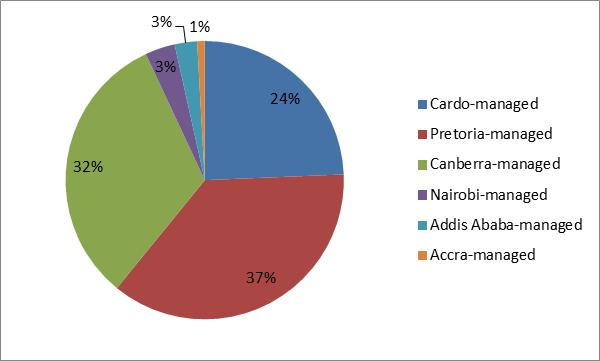 3%
1%
3%
24%
32%
37%
Cardo-managed
Pretoria-managed
Canberra-managed
Nairobi-managed
Addis Ababa-managed
Accra-managed